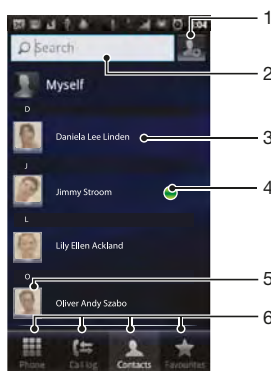 :04
Search
1
2
Myself
D
Daniela Lee Linden
3
J
Jimmy Stroom
4
L
Lily Ellen Ackland
O
5
Oliver Andy Szabo
6
Phone Call log Contacts Favourites